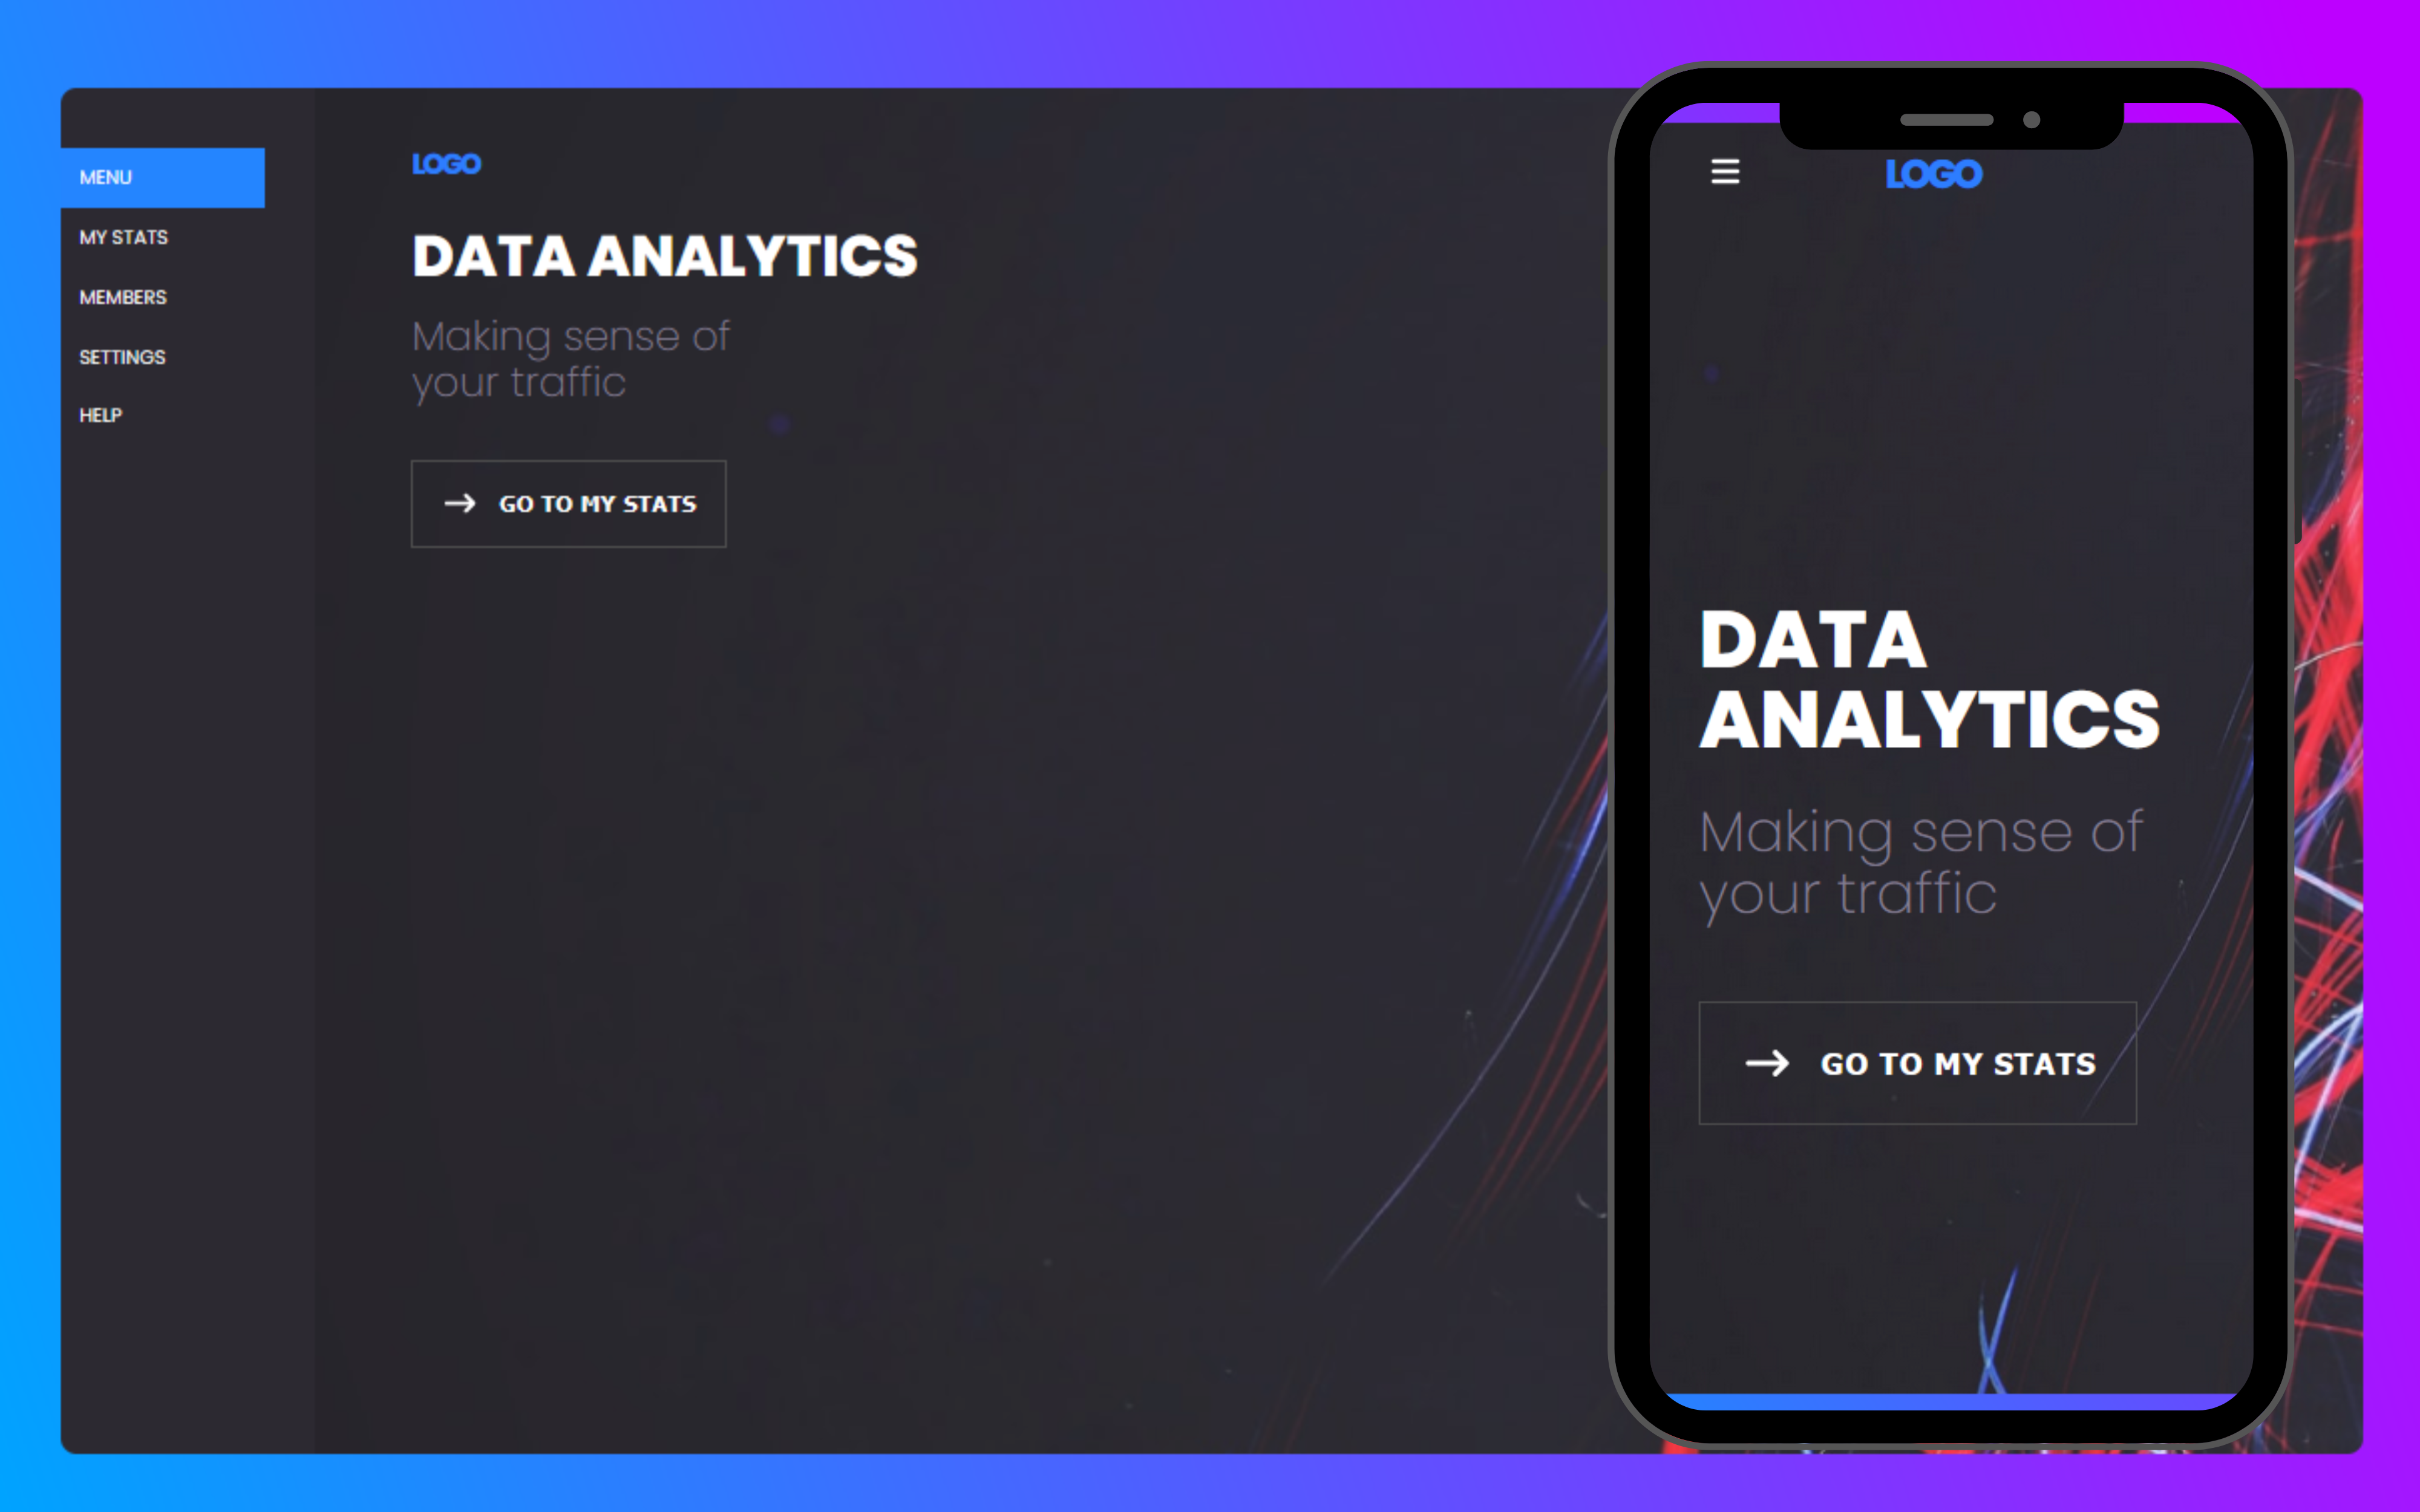 MENU
MY STATS
MEMBERS
SETTINGS
HELP
LOGO
DATA ANALYTICS
Making sense of
your traffic
GO TO MY STATS
LOGO
DATA
ANALYTICS
Making sense of
your traffic
GO TO MY STATS